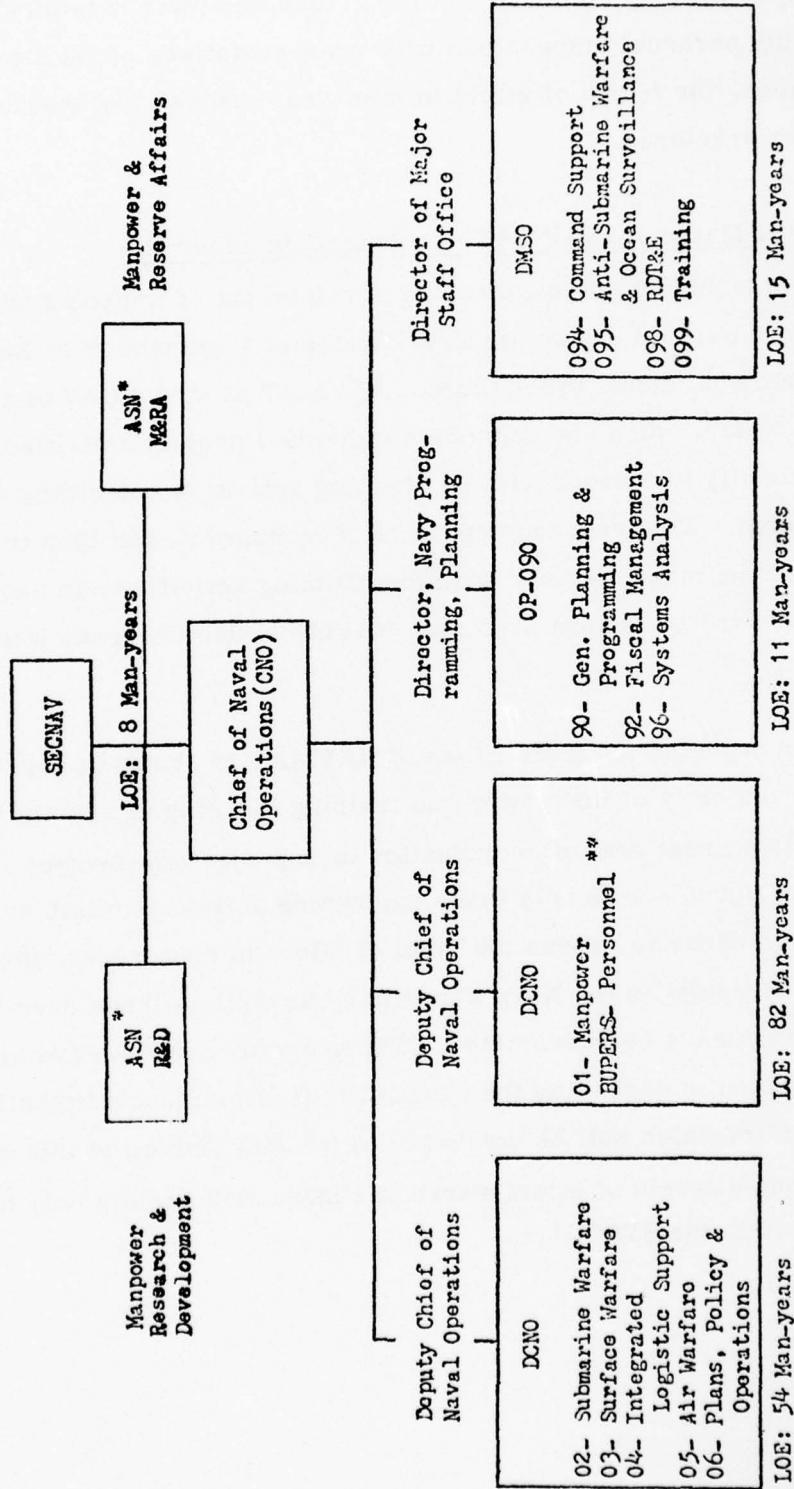 SECNAV
LOE: 8 Man-years
ASN*
R&D
Manpower
Research &
Development
ASN*
M&RA
Manpower &
Reserve Affairs
Chief of Naval
Operations(CNO)
Deputy Chief of
Naval Operations
DCNO
02- Submarine Warfare
03- Surface Warfare
04- Integrated
Logistic Support
05- Air Warfare
06- Plans, Policy &
Operations
LOE: 54 Man-years
Deputy Chief of
Naval Operations
DCNO
01- Manpower
BUPERS- Personnel **
LOE: 82 Man-years
Director, Navy Prog-
ramming, Planning
OP-090
90- Gen. Planning &
Programming
92- Fiscal Management
96- Systems Analysis
LOE: 11 Man-years
Director of Major
Staff Office
DMSO
094- Command Support
095- Anti-Submarine Warfare
& Ocean Surveillance
098- RDT&E
099- Training
LOE: 15 Man-years